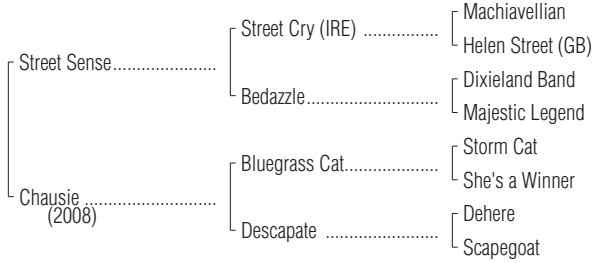 Machiavellian
Street Cry (IRE) ................
Helen Street (GB)
Street Sense......................
Dixieland Band
Bedazzle............................
Majestic Legend
Storm Cat
Bluegrass Cat....................
She's a Winner
Chausie ............................
(2008)
Dehere
Descapate ........................
Scapegoat